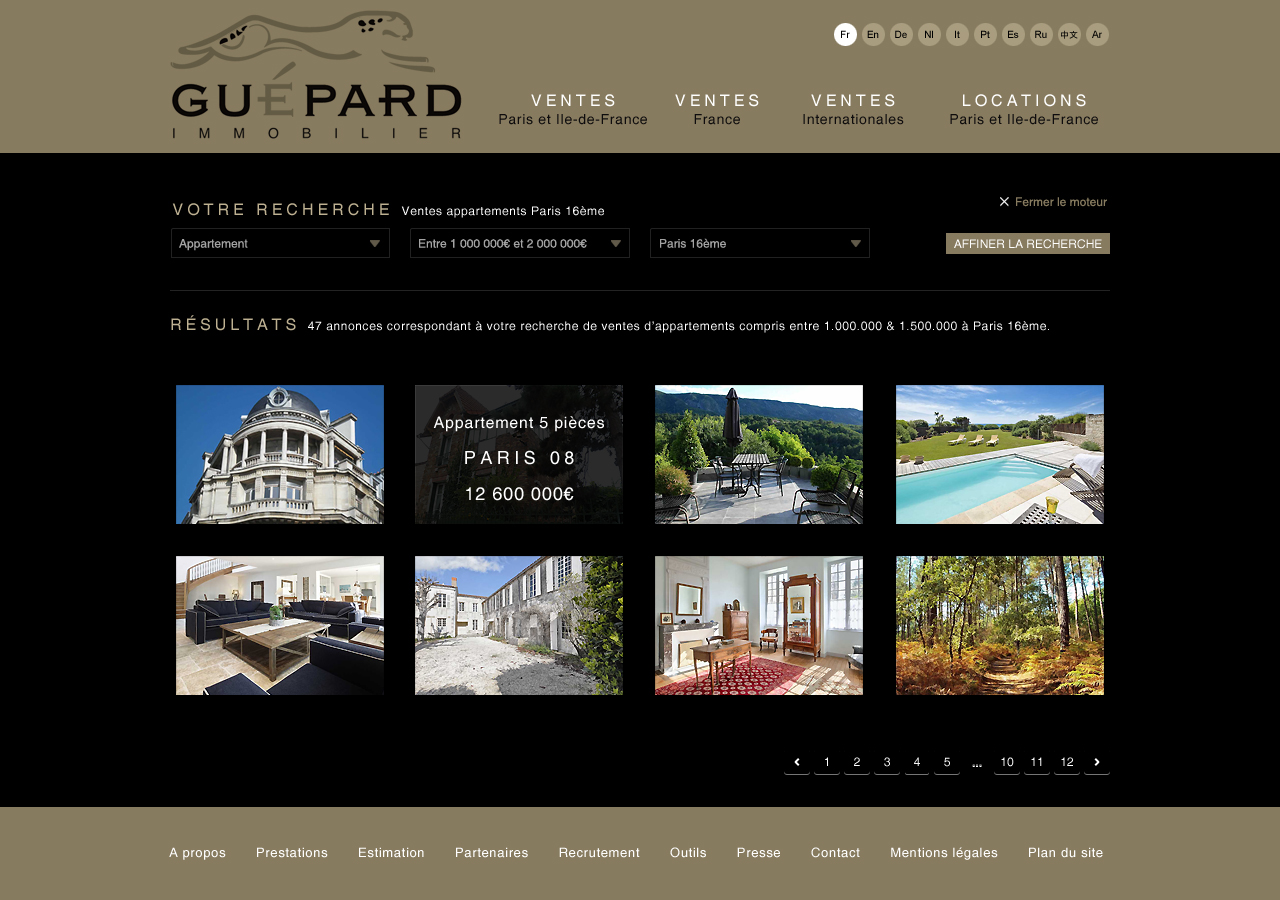 GUÉPARD
IMMOBILIER
Fr En De Nl It Pt Es Ru 中文 Ar
VENTES
Paris et Ile-de-France
VENTES
France
VENTES
Internationales
LOCATIONS
Paris et Ile-de-France
VOTRE RECHERCHE Ventes appartements Paris 16ème
Fermer le moteur
Appartement
Entre 1 000 000€ et 2 000 000€
Paris 16ème
AFFINER LA RECHERCHE
RÉSULTATS 47 annonces correspondant à votre recherche de ventes d'appartements compris entre 1.000.000 & 1.500.000 à Paris 16ème.
Appartement 5 pièces
PARIS 08
12 600 000€
1 2 3 4 5 ... 10 11 12
A propos Prestations Estimation Partenaires Recrutement Outils Presse Contact Mentions légales Plan du site